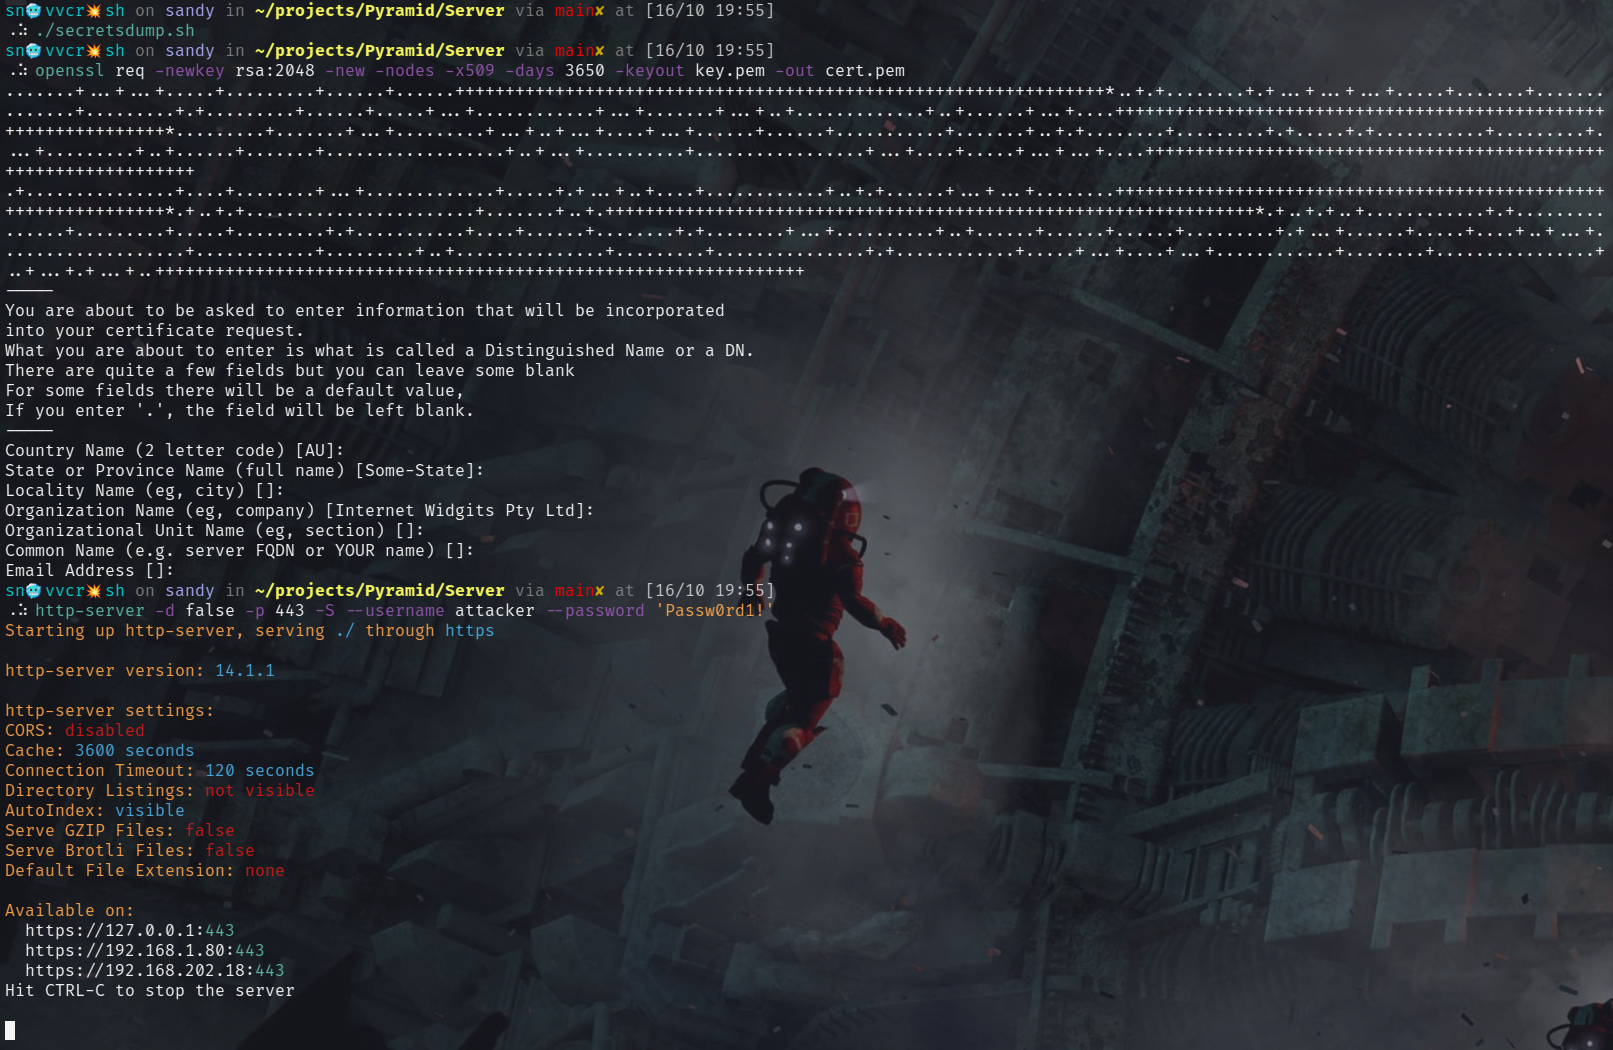 sn🥶vvcr💥sh on sandy in ~/projects/Pyramid/Server via main✘ at [16/10 19:55]
.:: ./secretsdump.sh
sn🥶vvcr💥sh on sandy in ~/projects/Pyramid/Server via main✘ at [16/10 19:55]
.:: openssl req -newkey rsa:2048 -new -nodes -x509 -days 3650 -keyout key.pem -out cert.pem
-----
You are about to be asked to enter information that will be incorporated
into your certificate request.
What you are about to enter is what is called a Distinguished Name or a DN.
There are quite a few fields but you can leave some blank
For some fields there will be a default value,
If you enter '.', the field will be left blank.
-----
Country Name (2 letter code) [AU]:
State or Province Name (full name) [Some-State]:
Locality Name (eg, city) []:
Organization Name (eg, company) [Internet Widgits Pty Ltd]:
Organizational Unit Name (eg, section) []:
Common Name (e.g. server FQDN or YOUR name) []:
Email Address []:
sn🥶vvcr💥sh on sandy in ~/projects/Pyramid/Server via main✘ at [16/10 19:55]
.:: http-server -d false -p 443 -S --username attacker --password 'Passw0rd1!'
Starting up http-server, serving ./ through https
http-server version: 14.1.1
http-server settings:
CORS: disabled
Cache: 3600 seconds
Connection Timeout: 120 seconds
Directory Listings: not visible
AutoIndex: visible
Serve GZIP Files: false
Serve Brotli Files: false
Default File Extension: none
Available on:
https://127.0.0.1:443
https://192.168.1.80:443
https://192.168.202.18:443
Hit CTRL-C to stop the server